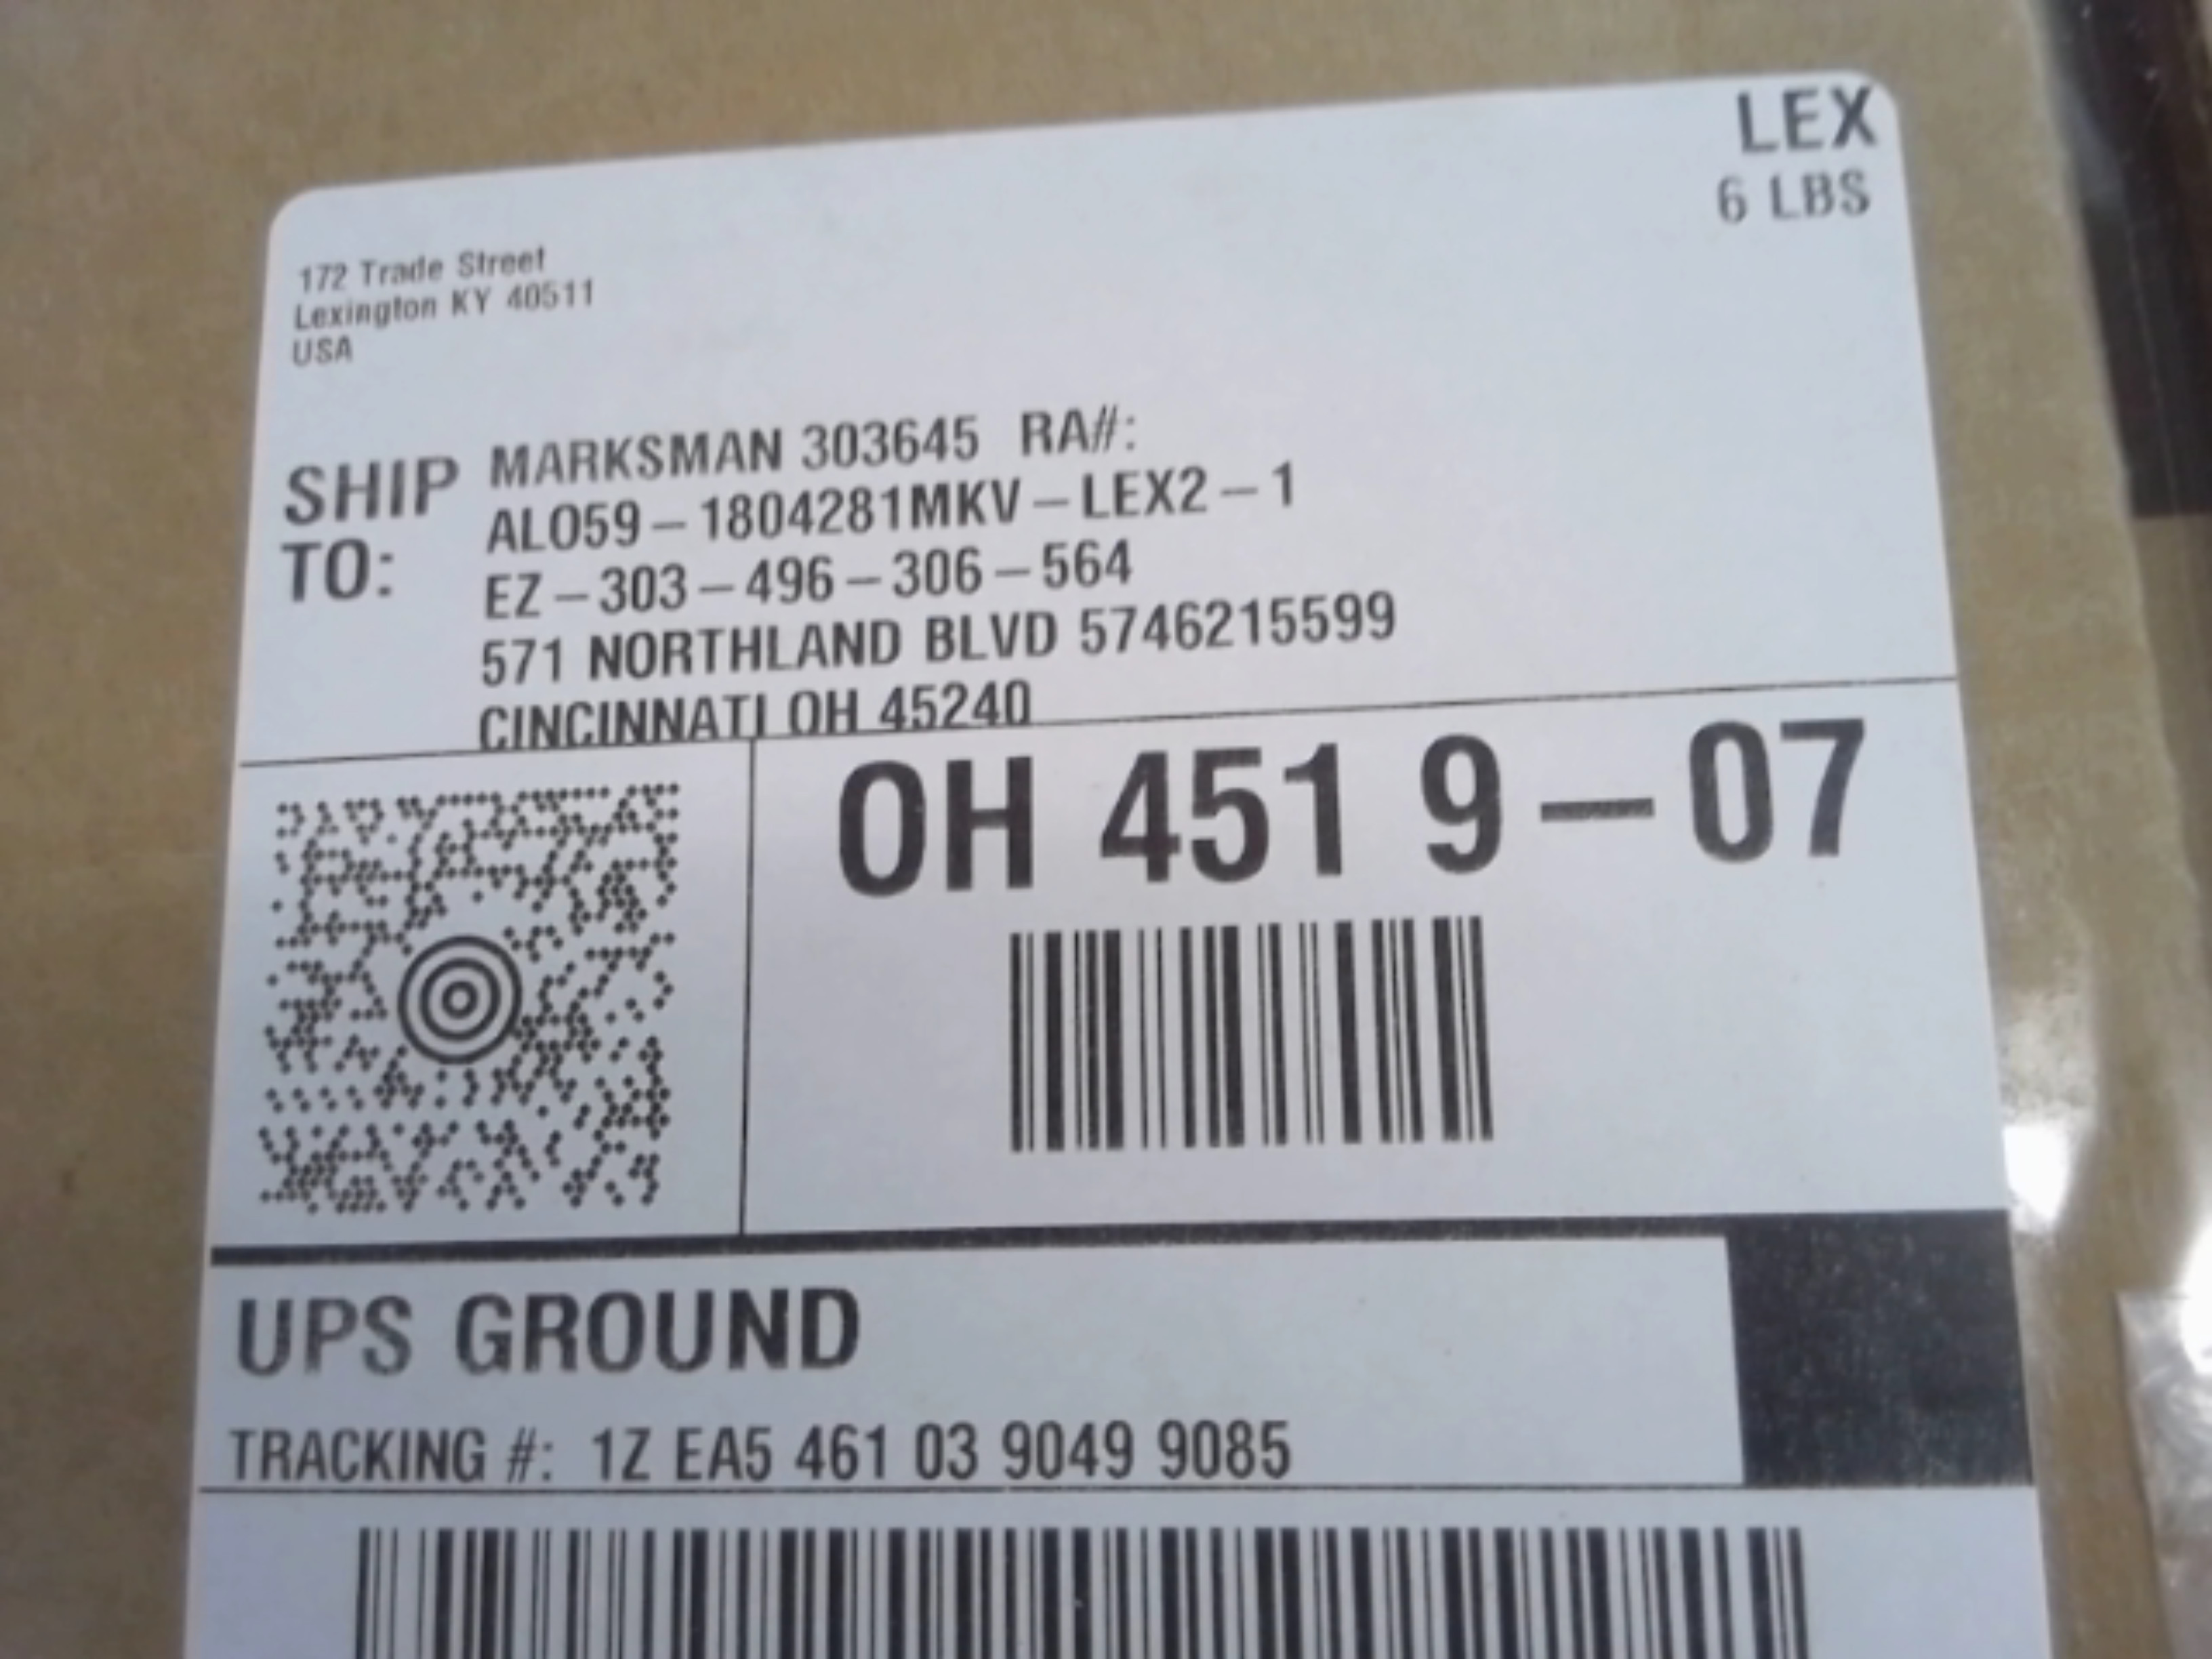 LEX
6 LBS
172 Trade Street
Lexington KY 40511
USA
SHIP TO:
MARKSMAN 303645 RA#:
ALO59-1804281MKV-LEX2-1
EZ-303-496-306-564
571 NORTHLAND BLVD 5746215599
CINCINNATI OH 45240
OH 451 9-07
UPS GROUND
TRACKING #: 1Z EA5 461 03 9049 9085